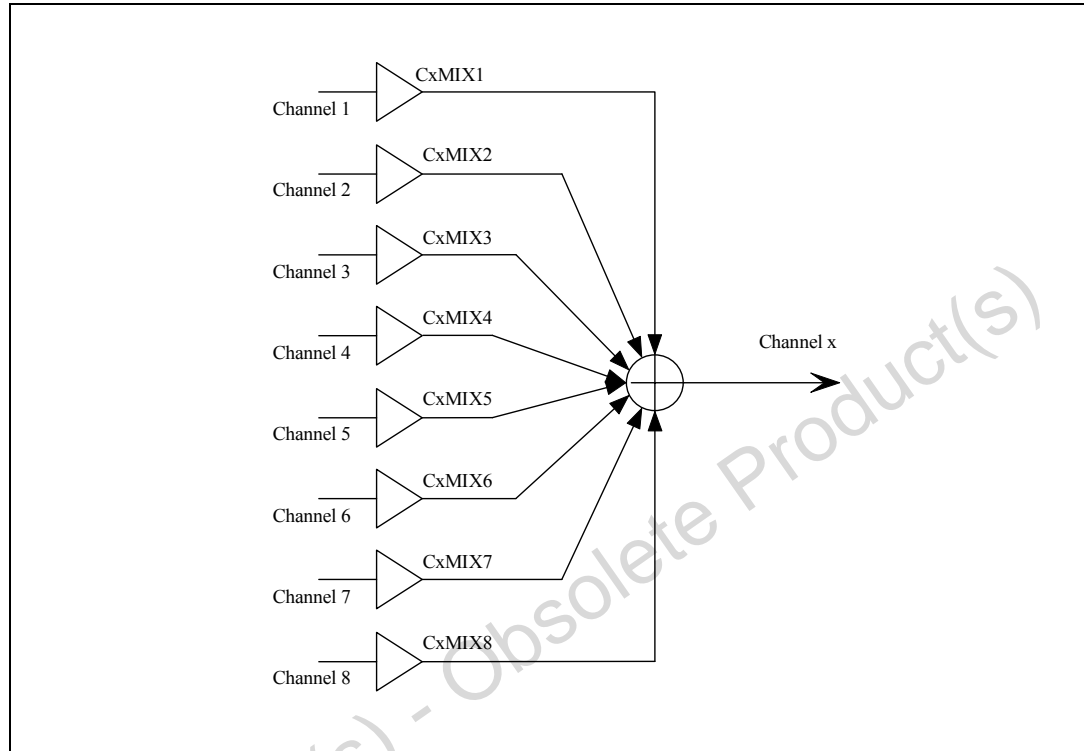 CxMIX1
Channel 1
CxMIX2
Channel 2
CxMIX3
Channel 3
CxMIX4
Channel 4
Channel x
CxMIX5
Channel 5
CxMIX6
Channel 6
CxMIX7
Channel 7
CxMIX8
Channel 8
(s) - Obsolete Product(s)